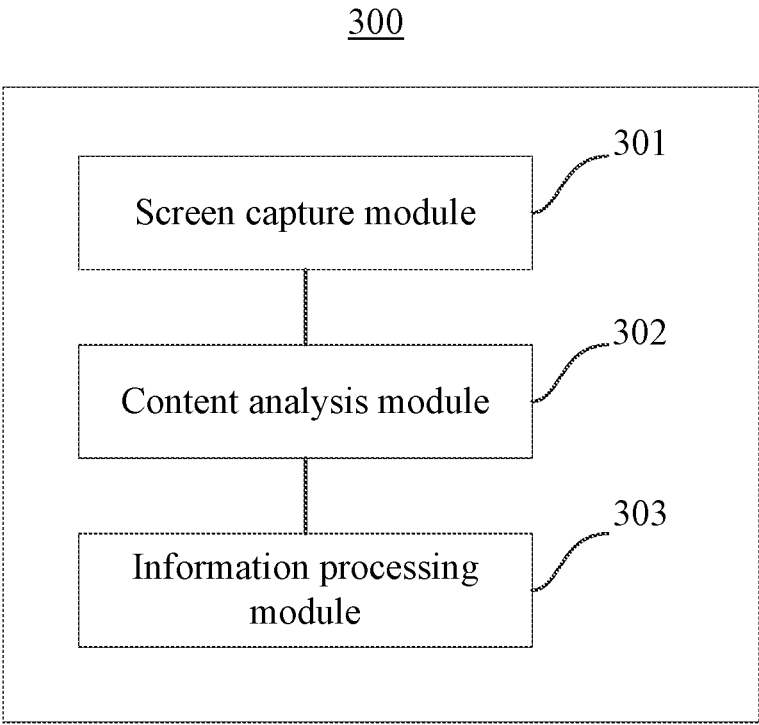 300
301
Screen capture module
302
Content analysis module
303
Information processing
module